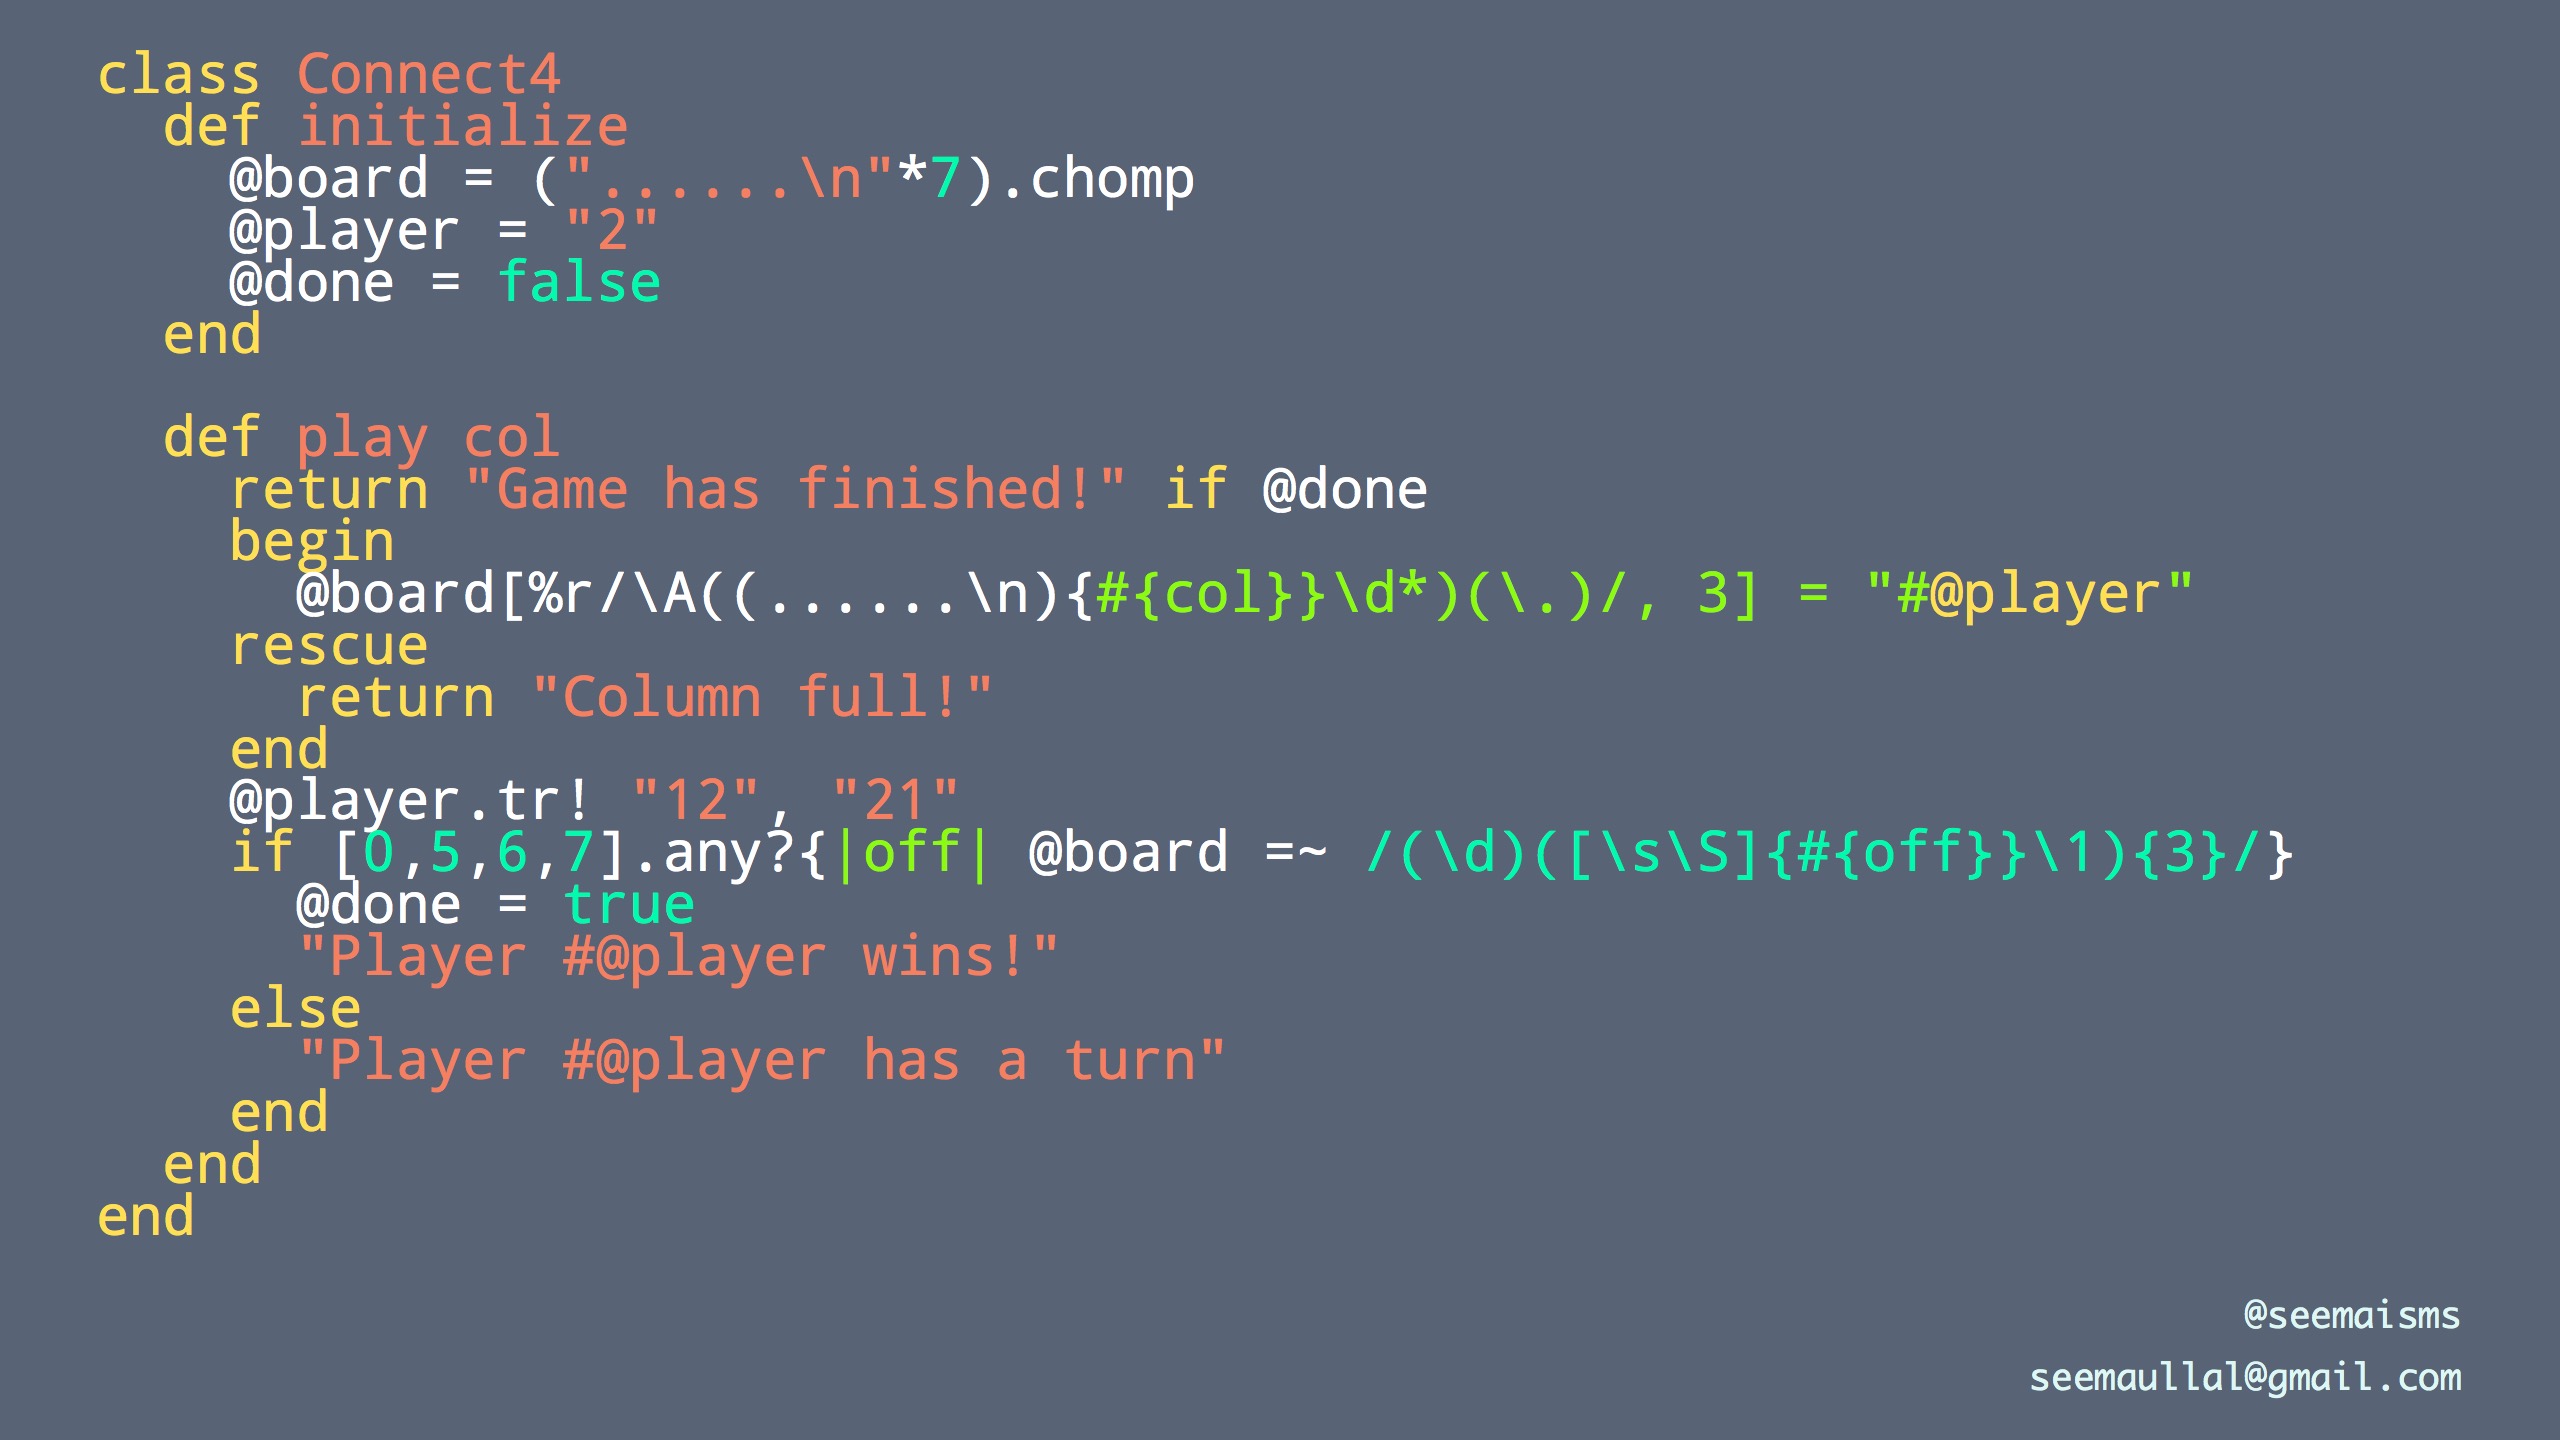 class Connect4
  def initialize
    @board = ("......\n"*7).chomp
    @player = "2"
    @done = false
  end

  def play col
    return "Game has finished!" if @done
    begin
      @board[%r/\A((......\n){#{col}}\d*)(\.)/, 3] = "#@player"
    rescue
      return "Column full!"
    end
    @player.tr! "12", "21"
    if [0,5,6,7].any?{|off| @board =~ /(\d)([\s\S]{#{off}}\1){3}/}
      @done = true
      "Player #@player wins!"
    else
      "Player #@player has a turn"
    end
  end
end
@seemaisms
seemaullal@gmail.com